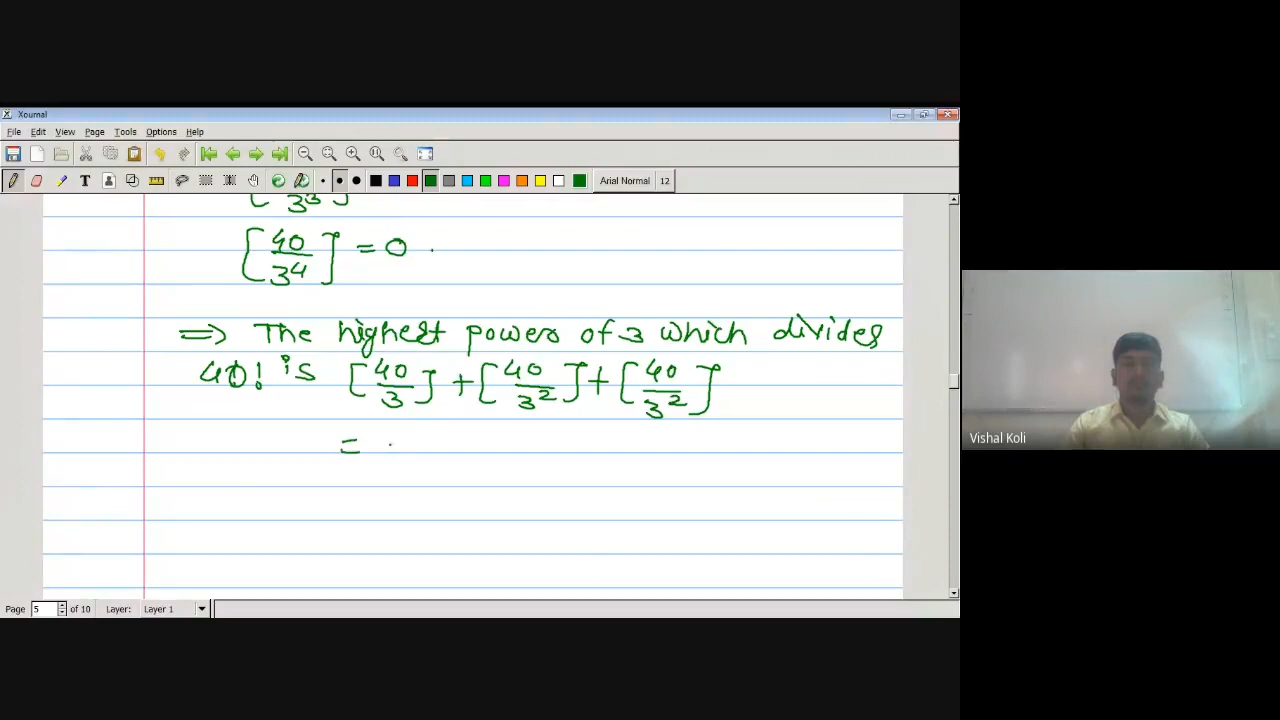 Xournal
File Edit View Page Tools Options Help
Arial Normal 12
[40/3^4] = 0 .
⇒ The highest power of 3 which divides
40! is [40/3] + [40/3^2] + [40/3^2]
=
Vishal Koli
Page 5 of 10 Layer: Layer 1